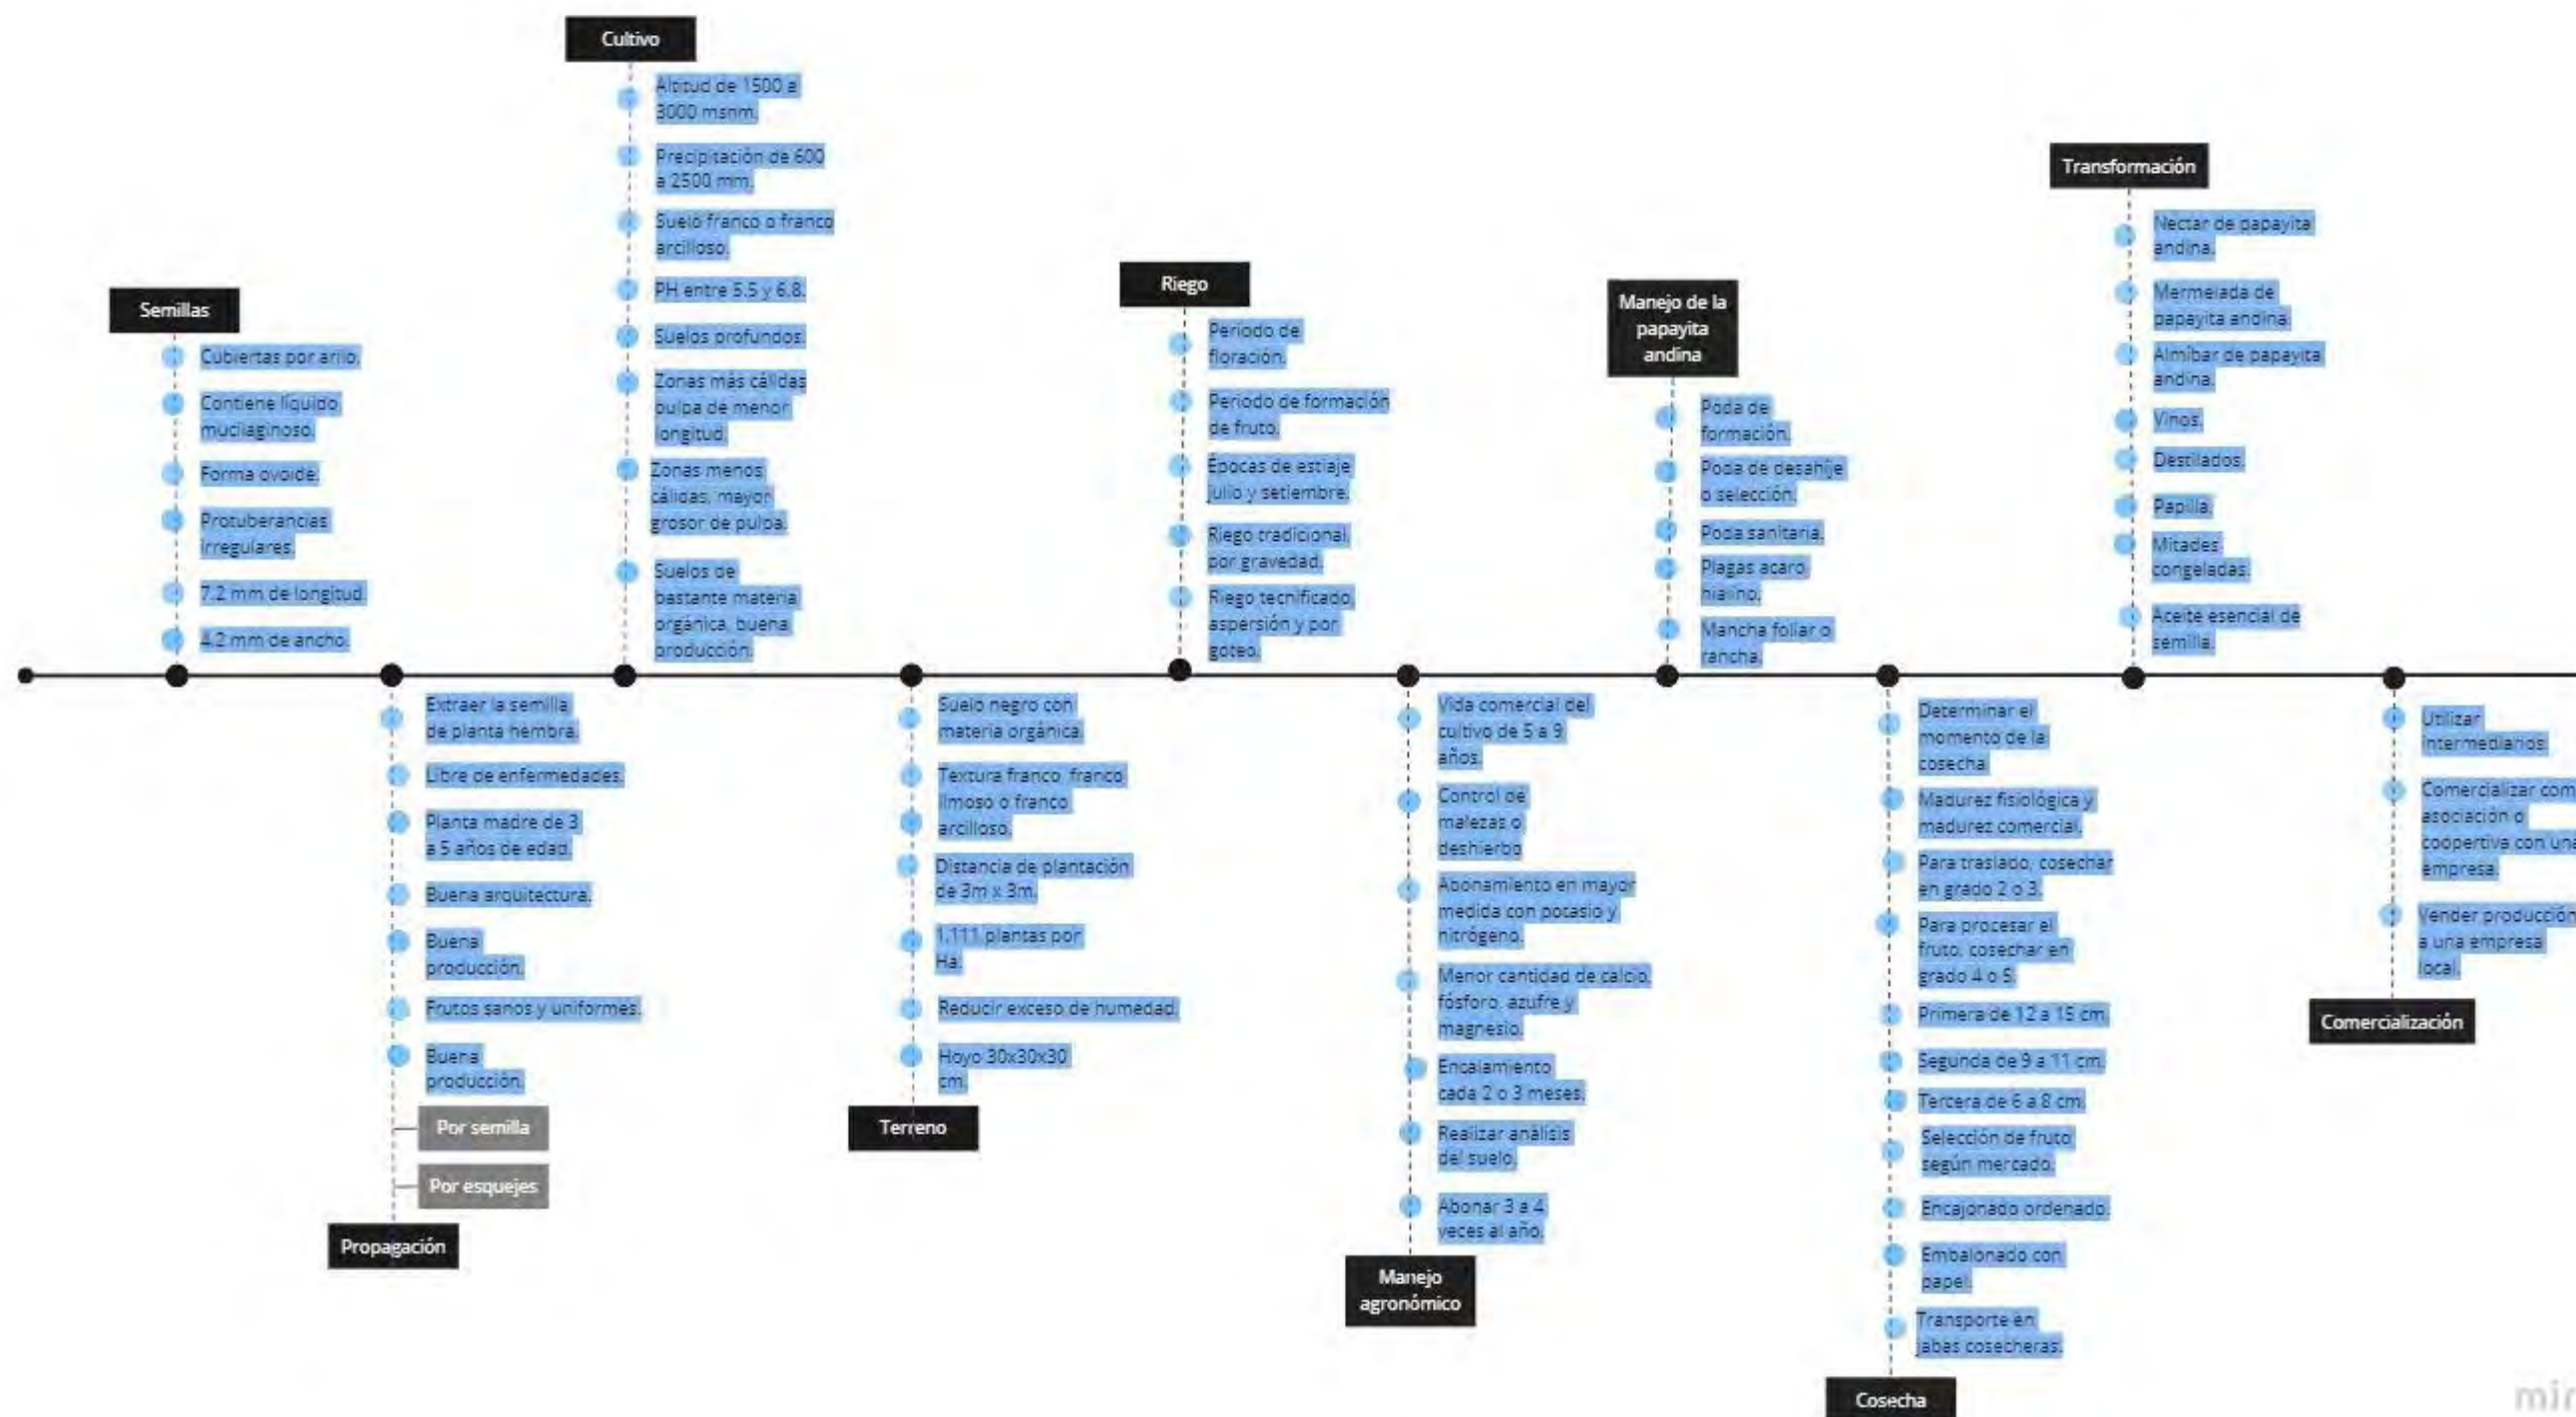 Semillas
Cubiertas por arilo.
Contiene líquido
mucilaginoso.
Forma ovoide.
Protuberancias
irregulares.
7.2 mm de longitud.
4.2 mm de ancho.
Extraer la semilla
de planta hembra.
Libre de enfermedades.
Planta madre de 3
a 5 años de edad.
Buena arquitectura.
Buena
producción.
Frutos sanos y uniformes.
Buena
producción.
Por semilla
Por esquejes
Propagación
Cultivo
Altitud de 1500 a
3000 msnm.
Precipitación de 600
a 2500 mm.
Suelo franco o franco
arcilloso.
PH entre 5.5 y 6.8.
Suelos profundos.
Zonas más cálidas
pulpa de menor
longitud.
Zonas menos
cálidas, mayor
grosor de pulpa.
Suelos de
bastante materia
orgánica, buena
producción.
Suelo negro con
materia orgánica.
Textura franco, franco
limoso o franco
arcilloso.
Distancia de plantación
de 3m x 3m.
1,111 plantas por
Ha.
Reducir exceso de humedad.
Hoyo 30x30x30
cm.
Terreno
Riego
Periodo de
floración.
Periodo de formación
de fruto.
Épocas de estiaje
julio y setiembre.
Riego tradicional,
por gravedad.
Riego tecnificado,
aspersión y por
goteo.
Vida comercial del
cultivo de 5 a 9
años.
Control de
malezas o
deshierbo
Abonamiento en mayor
medida con potasio y
nitrógeno.
Menor cantidad de calcio,
fósforo, azufre y
magnesio.
Encalamiento
cada 2 o 3 meses.
Realizar análisis
del suelo.
Abonar 3 a 4
veces al año.
Manejo
agronómico
Manejo de la
papayita
andina
Poda de
formación.
Poda de desahije
o selección.
Poda sanitaria.
Plagas acaro
hialino.
Mancha foliar o
rancha.
Determinar el
momento de la
cosecha.
Madurez fisiológica y
madurez comercial.
Para traslado, cosechar
en grado 2 o 3.
Para procesar el
fruto, cosechar en
grado 4 o 5.
Primera de 12 a 15 cm.
Segunda de 9 a 11 cm.
Tercera de 6 a 8 cm.
Selección de fruto
según mercado.
Encajonado ordenado.
Embalonado con
papel.
Transporte en
jabas cosecheras.
Cosecha
Transformación
Néctar de papayita
andina.
Mermelada de
papayita andina.
Almíbar de papayita
andina.
Vinos.
Destilados.
Papilla.
Mitades
congeladas.
Aceite esencial de
semilla.
Utilizar
intermediarios.
Comercializar com
asociación o
coopertiva con una
empresa.
Vender producción
a una empresa
local.
Comercialización